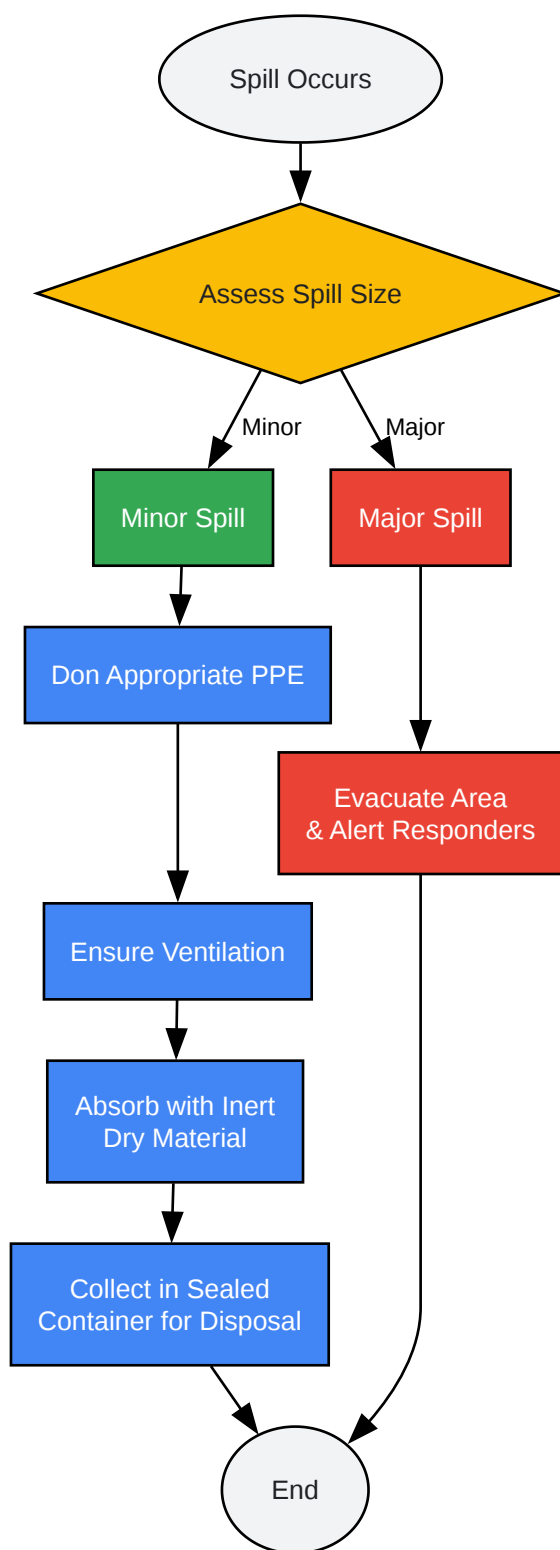 Spill Occurs
Assess Spill Size
Minor
Major
Minor Spill
Major Spill
Don Appropriate PPE
Evacuate Area
& Alert Responders
Ensure Ventilation
Absorb with Inert
Dry Material
Collect in Sealed
Container for Disposal
End